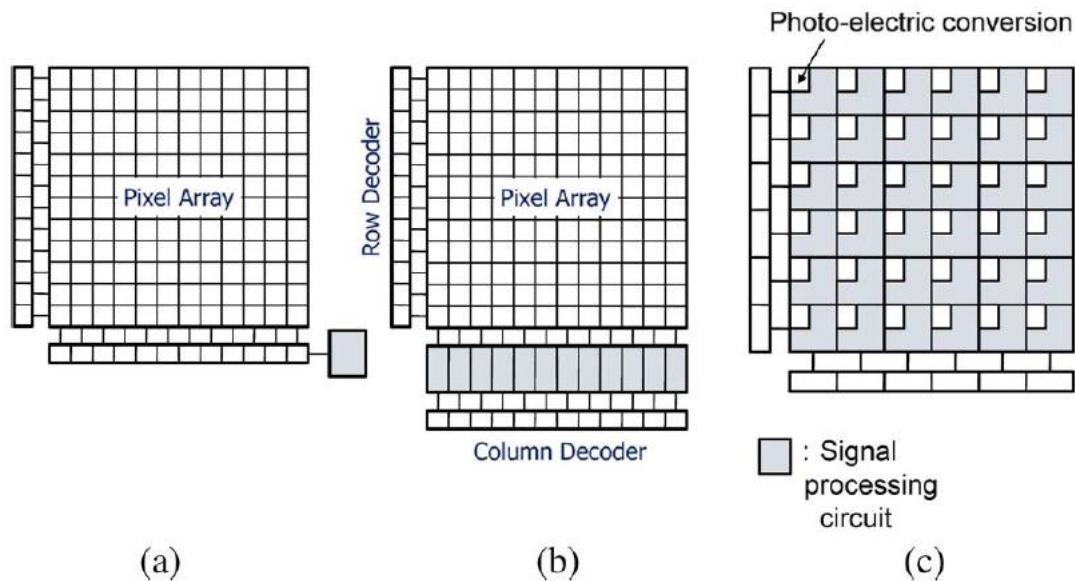 Photo-electric conversion
Pixel Array
Row Decoder
Pixel Array
Column Decoder
: Signal
processing
circuit
(a)
(b)
(c)